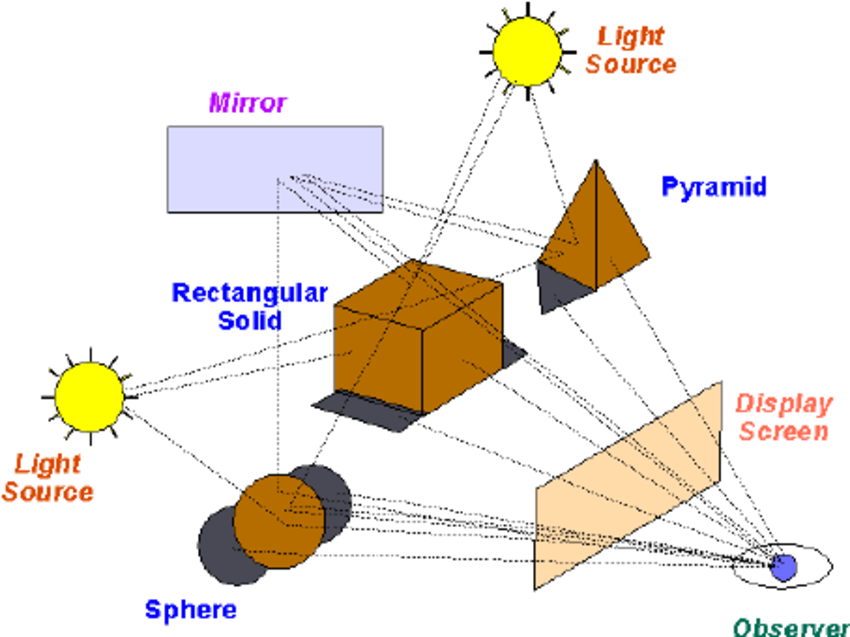 Light
Source
Mirror
Pyramid
Rectangular
Solid
Display
Screen
Light
Source
Sphere
Observer